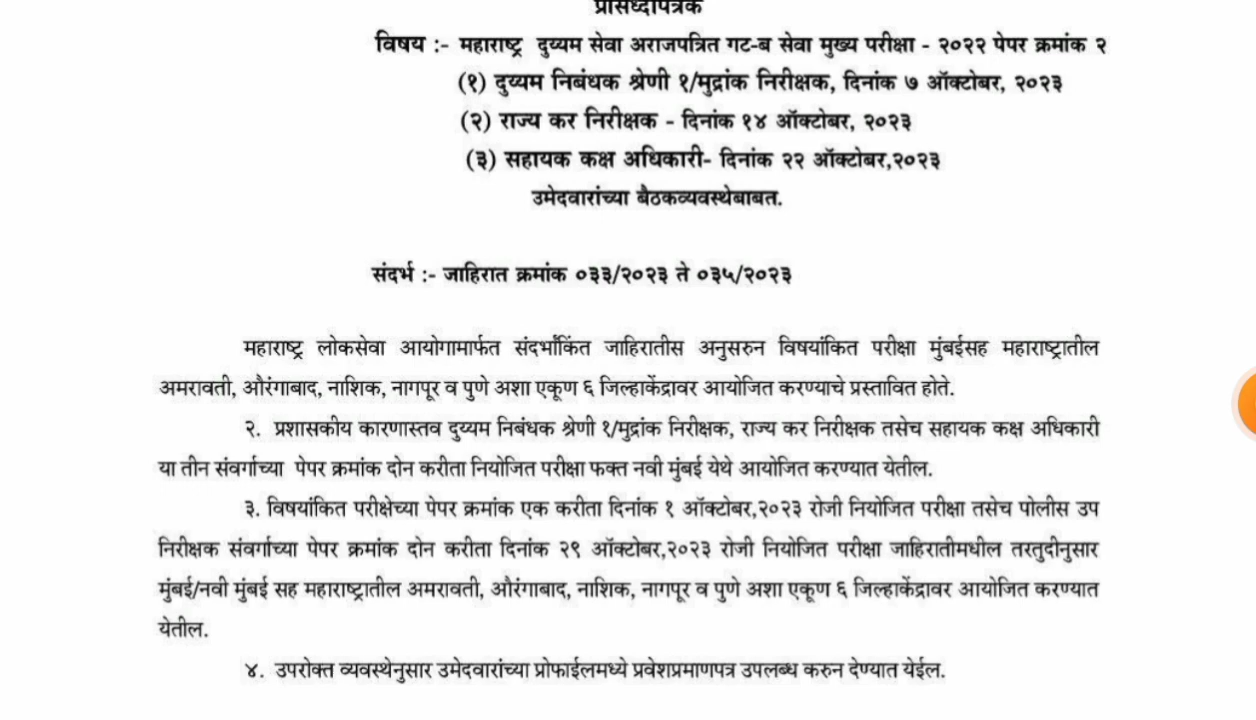 प्रसिध्दीपत्रक
विषय :- महाराष्ट्र दुय्यम सेवा अराजपत्रित गट-ब सेवा मुख्य परीक्षा - २०२२ पेपर क्रमांक २
(१) दुय्यम निबंधक श्रेणी १/मुद्रांक निरीक्षक, दिनांक ७ ऑक्टोबर, २०२३
(२) राज्य कर निरीक्षक - दिनांक १४ ऑक्टोबर, २०२३
(३) सहायक कक्ष अधिकारी- दिनांक २२ ऑक्टोबर,२०२३
उमेदवारांच्या बैठकव्यवस्थेबाबत.
संदर्भ :- जाहिरात क्रमांक ०३३/२०२३ ते ०३५/२०२३
महाराष्ट्र लोकसेवा आयोगामार्फत संदर्भांकित जाहिरातीस अनुसरुन विषयांकित परीक्षा मुंबईसह महाराष्ट्रातील
अमरावती, औरंगाबाद, नाशिक, नागपूर व पुणे अशा एकूण ६ जिल्हाकेंद्रावर आयोजित करण्याचे प्रस्तावित होते.
२. प्रशासकीय कारणास्तव दुय्यम निबंधक श्रेणी १/मुद्रांक निरीक्षक, राज्य कर निरीक्षक तसेच सहायक कक्ष अधिकारी
या तीन संवर्गाच्या पेपर क्रमांक दोन करीता नियोजित परीक्षा फक्त नवी मुंबई येथे आयोजित करण्यात येतील.
३. विषयांकित परीक्षेच्या पेपर क्रमांक एक करीता दिनांक १ ऑक्टोबर,२०२३ रोजी नियोजित परीक्षा तसेच पोलीस उप
निरीक्षक संवर्गाच्या पेपर क्रमांक दोन करीता दिनांक २९ ऑक्टोबर,२०२३ रोजी नियोजित परीक्षा जाहिरातीमधील तरतुदीनुसार
मुंबई/नवी मुंबई सह महाराष्ट्रातील अमरावती, औरंगाबाद, नाशिक, नागपूर व पुणे अशा एकूण ६ जिल्हाकेंद्रावर आयोजित करण्यात
येतील.
४. उपरोक्त व्यवस्थेनुसार उमेदवारांच्या प्रोफाईलमध्ये प्रवेशप्रमाणपत्र उपलब्ध करुन देण्यात येईल.